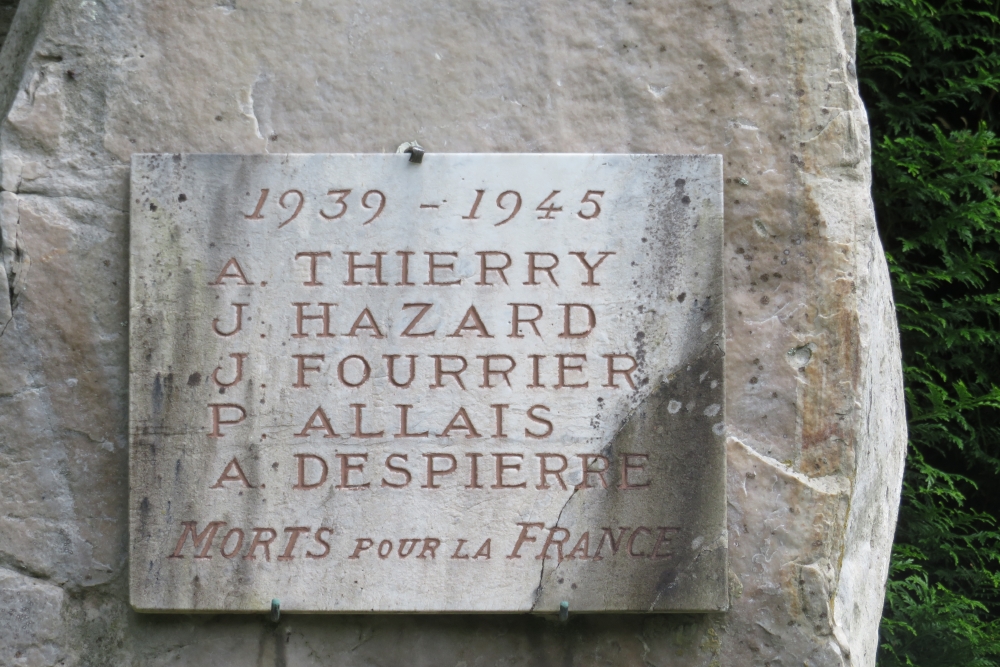 1939 - 1945
A. THIERRY
J. HAZARD
J. FOURRIER
P. ALLAIS
A. DESPIERRE
MORTS POUR LA FRANCE